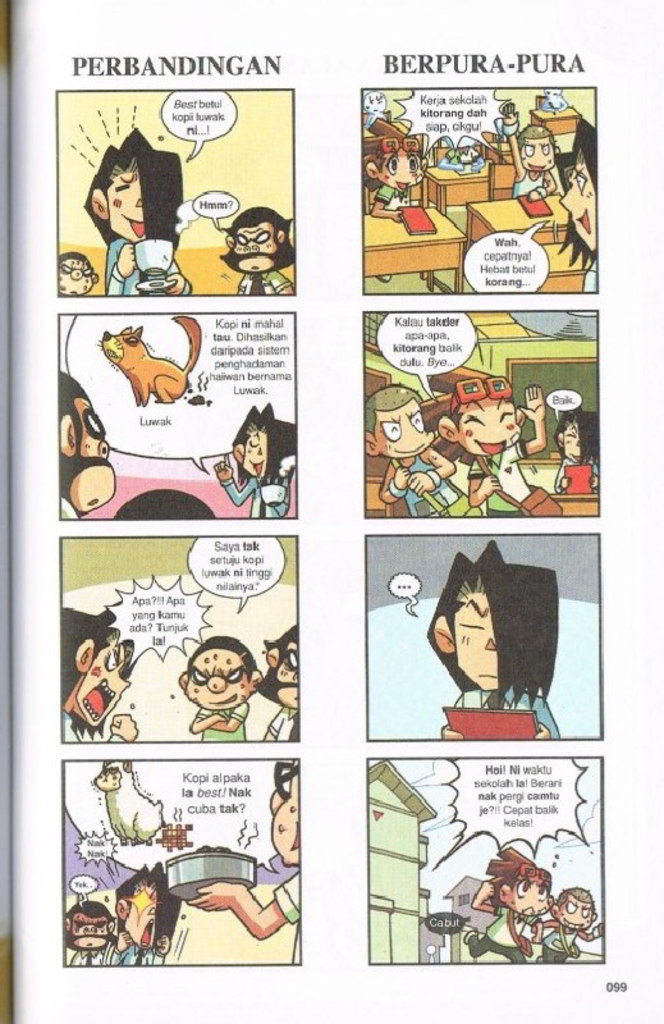 PERBANDINGAN
Best betul
kopi luwak
ni...!
Hmm?
Kopi ni mahal
tau. Dihasilkan
daripada sistem
penghadaman
haiwan bernama
Luwak.
Luwak
Saya tak
setuju kopi
luwak ni tinggi
nilainya."
Apa?!!! Apa
yang kamu
ada? Tunjuk
la!
Kopi alpaka
la best! Nak
cuba tak?
Nak!
Nak!
Yek..
BERPURA-PURA
Kerja sekolah
kitorang dah
siap, cikgu!
Wah,
cepatnya!
Hebat betul
korang...
Kalau takder
apa-apa,
kitorang balik
dulu. Bye...
Baik.
...
Hoi! Ni waktu
sekolah la! Berani
nak pergi camtu
je?!! Cepat balik
kelas!
Cabut
099